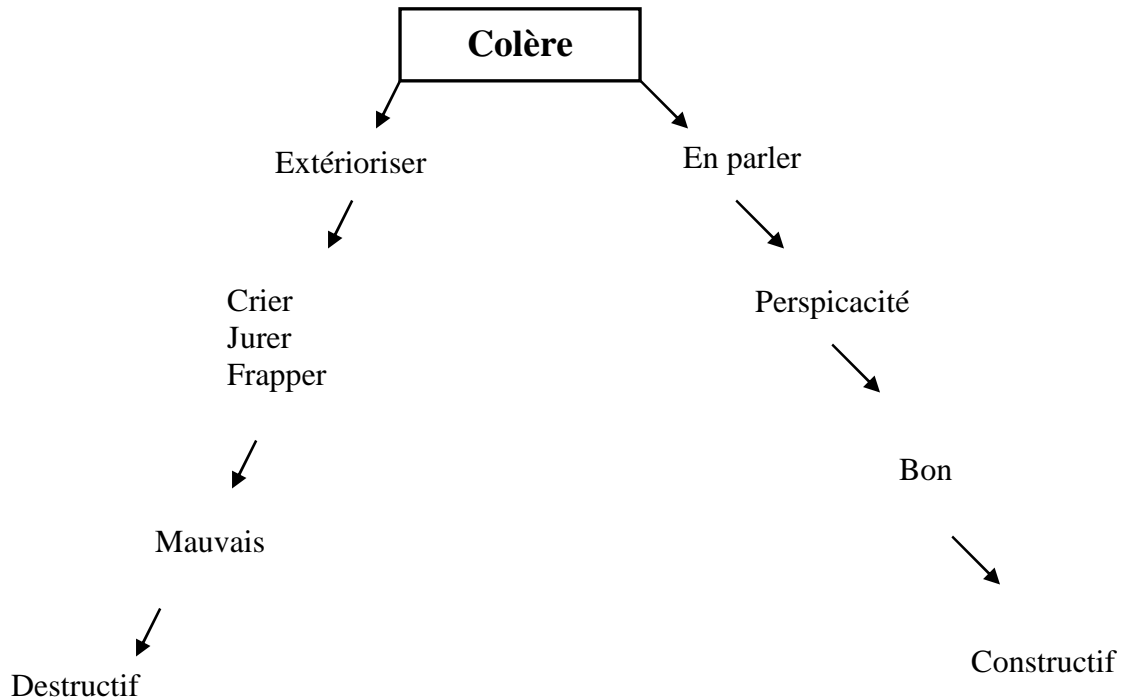 Colère
Extérioriser
En parler
Crier
Jurer
Frapper
Perspicacité
Bon
Mauvais
Constructif
Destructif